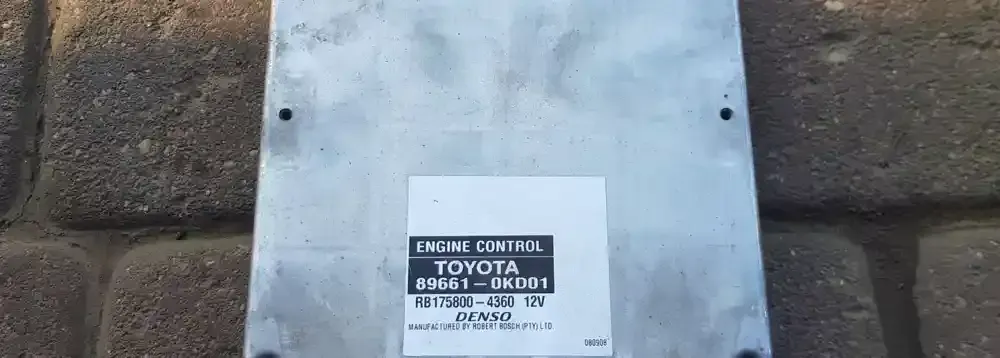 ENGINE CONTROL
TOYOTA
89661-0KD01
RB175800-4360 12V
DENSO
MANUFACTURED BY ROBERT BOSCH (PTY) LTD.
080908